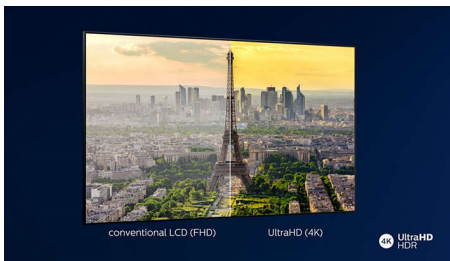 conventional LCD (FHD)
UltraHD (4K)
4K UltraHD
HDR